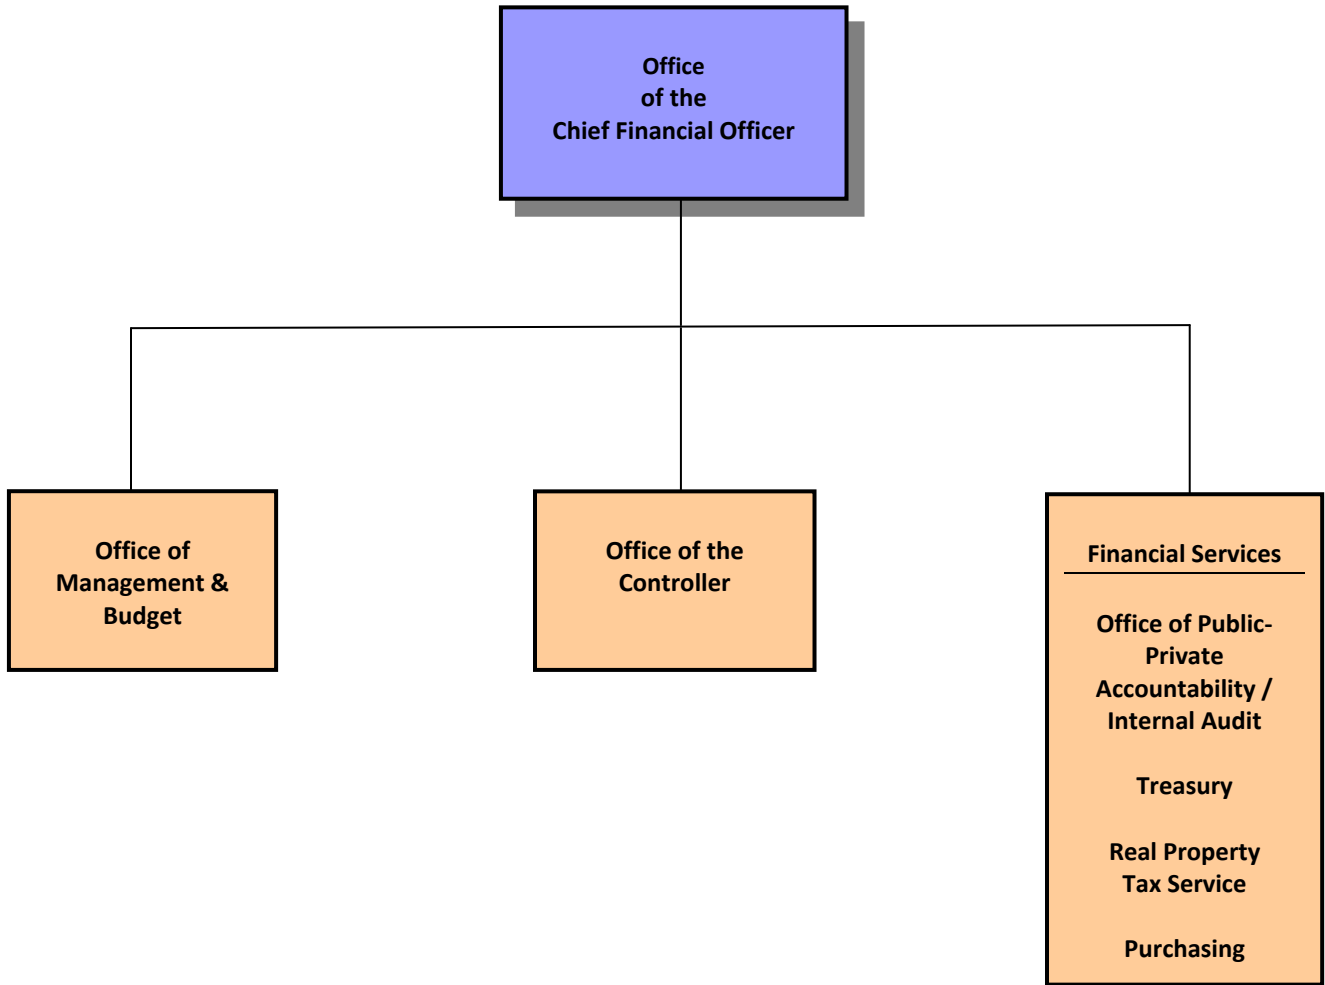 Office
of the
Chief Financial Officer
Office of
Management &
Budget
Office of the
Controller
Financial Services
Office of Public-
Private
Accountability /
Internal Audit
Treasury
Real Property
Tax Service
Purchasing